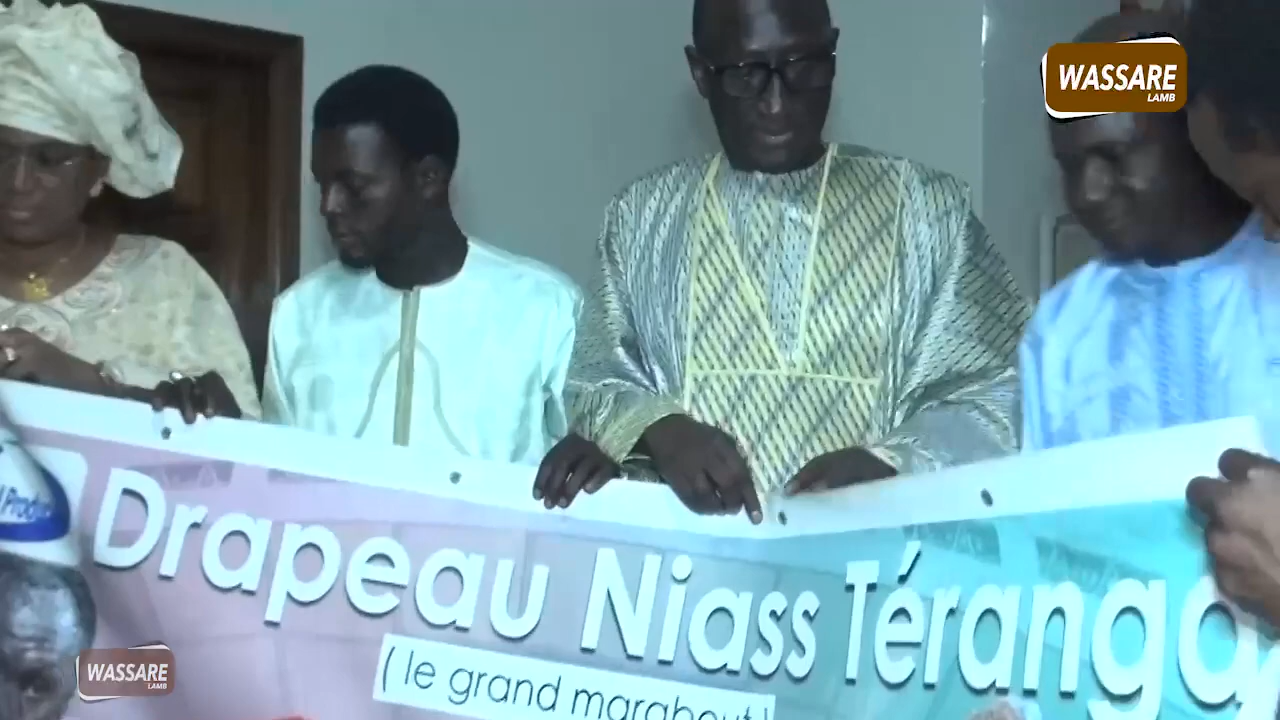 WASSARE
LAMB
Drapeau Niass Téranga
( le grand marabout )
WASSARE
LAMB